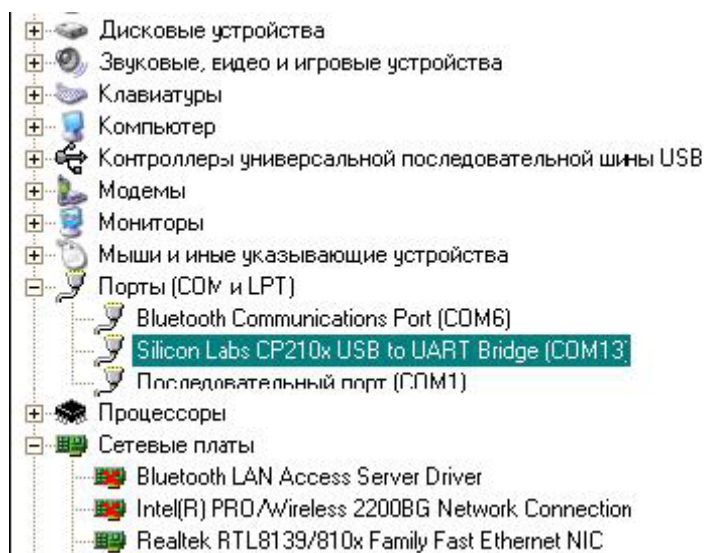 Дисковые устройства
Звуковые, видео и игровые устройства
Клавиатуры
Компьютер
Контроллеры универсальной последовательной шины USB
Модемы
Мониторы
Мыши и иные указывающие устройства
Порты (COM и LPT)
Bluetooth Communications Port (COM6)
Silicon Labs CP210x USB to UART Bridge (COM13)
Последовательный порт (COM1)
Процессоры
Сетевые платы
Bluetooth LAN Access Server Driver
Intel(R) PRO/Wireless 2200BG Network Connection
Realtek RTL8139/810x Family Fast Ethernet NIC